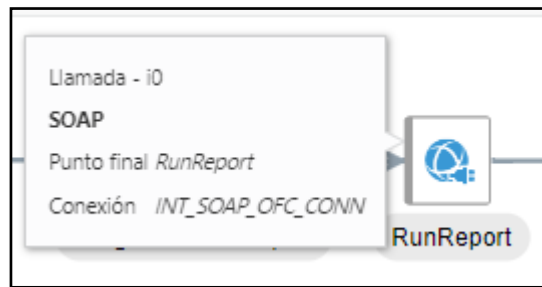 Llamada - i0
SOAP
Punto final RunReport
Conexión INT_SOAP_OFC_CONN
RunReport